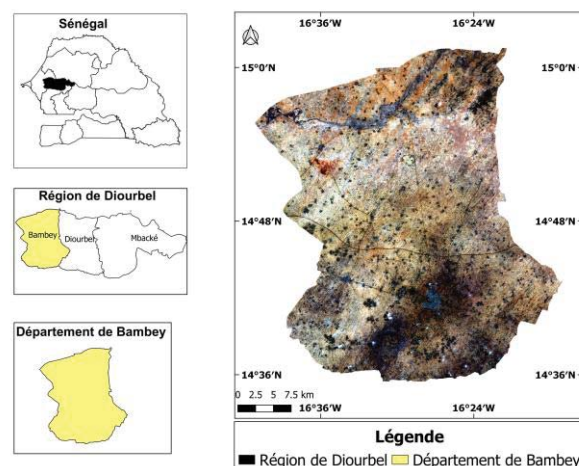 Sénégal
Région de Diourbel
Bambey
Diourbel
Mbacké
Département de Bambey
16°36'W 16°24'W
15°0'N 15°0'N
14°48'N 14°48'N
14°36'N 14°36'N
0 2.5 5 7.5 km
16°36'W 16°24'W
Légende
Région de Diourbel Département de Bambey